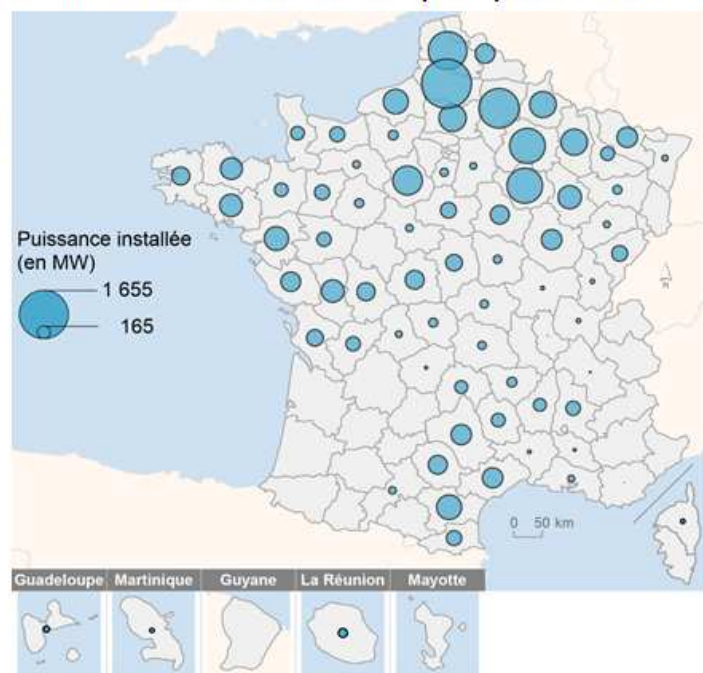 Puissance installée
(en MW)
1 655
165
N
0 50 km
Guadeloupe Martinique Guyane La Réunion Mayotte